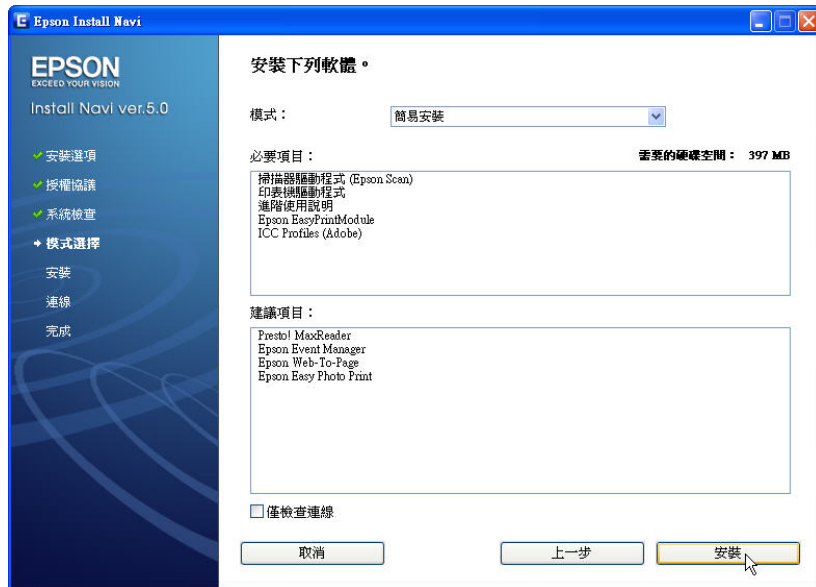 Epson Install Navi
EPSON
EXCEED YOUR VISION
Install Navi ver.5.0
安裝選項
授權協議
系統檢查
模式選擇
安裝
連線
完成
安裝下列軟體。
模式：
簡易安裝
必要項目：
需要的硬碟空間： 397 MB
掃描器驅動程式 (Epson Scan)
印表機驅動程式
進階使用說明
Epson EasyPrintModule
ICC Profiles (Adobe)
建議項目：
Presto! MaxReader
Epson Event Manager
Epson Web-To-Page
Epson Easy Photo Print
僅檢查連線
取消
上一步
安裝